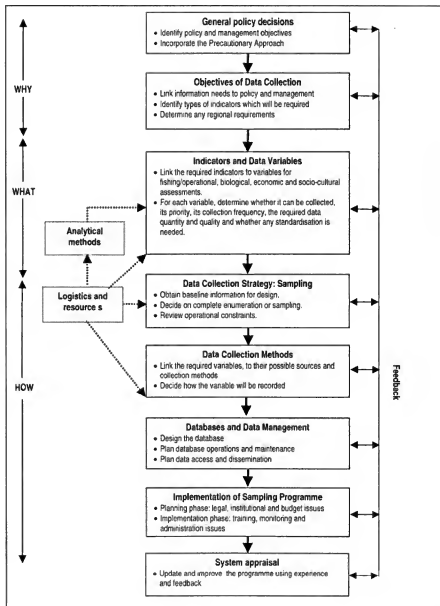 General policy decisions
• Identify policy and management objectives
• Incorporate the Precautionary Approach
WHY
Objectives of Data Collection
• Link information needs to policy and management
• Identify types of indicators which will be required
• Determine any regional requirements
WHAT
Indicators and Data Variables
• Link the required indicators to variables for
fishing/operational, biological, economic and socio-cultural
assessments.
• For each variable, determine whether it can be collected,
its priority, its collection frequency, the required data
quantity and quality and whether any standardisation is
needed.
Analytical
methods
Logistics and
resource s
Data Collection Strategy: Sampling
• Obtain baseline information for design.
• Decide on complete enumeration or sampling.
• Review operational constraints.
HOW
Data Collection Methods
• Link the required variables, to their possible sources and
collection methods
• Decide how the variable will be recorded
Feedback
Databases and Data Management
• Design the database
• Plan database operations and maintenance
• Plan data access and dissemination
Implementation of Sampling Programme
• Planning phase: legal, institutional and budget issues
• Implementation phase: training, monitoring and
administration issues
System appraisal
• Update and improve the programme using experience
and feedback